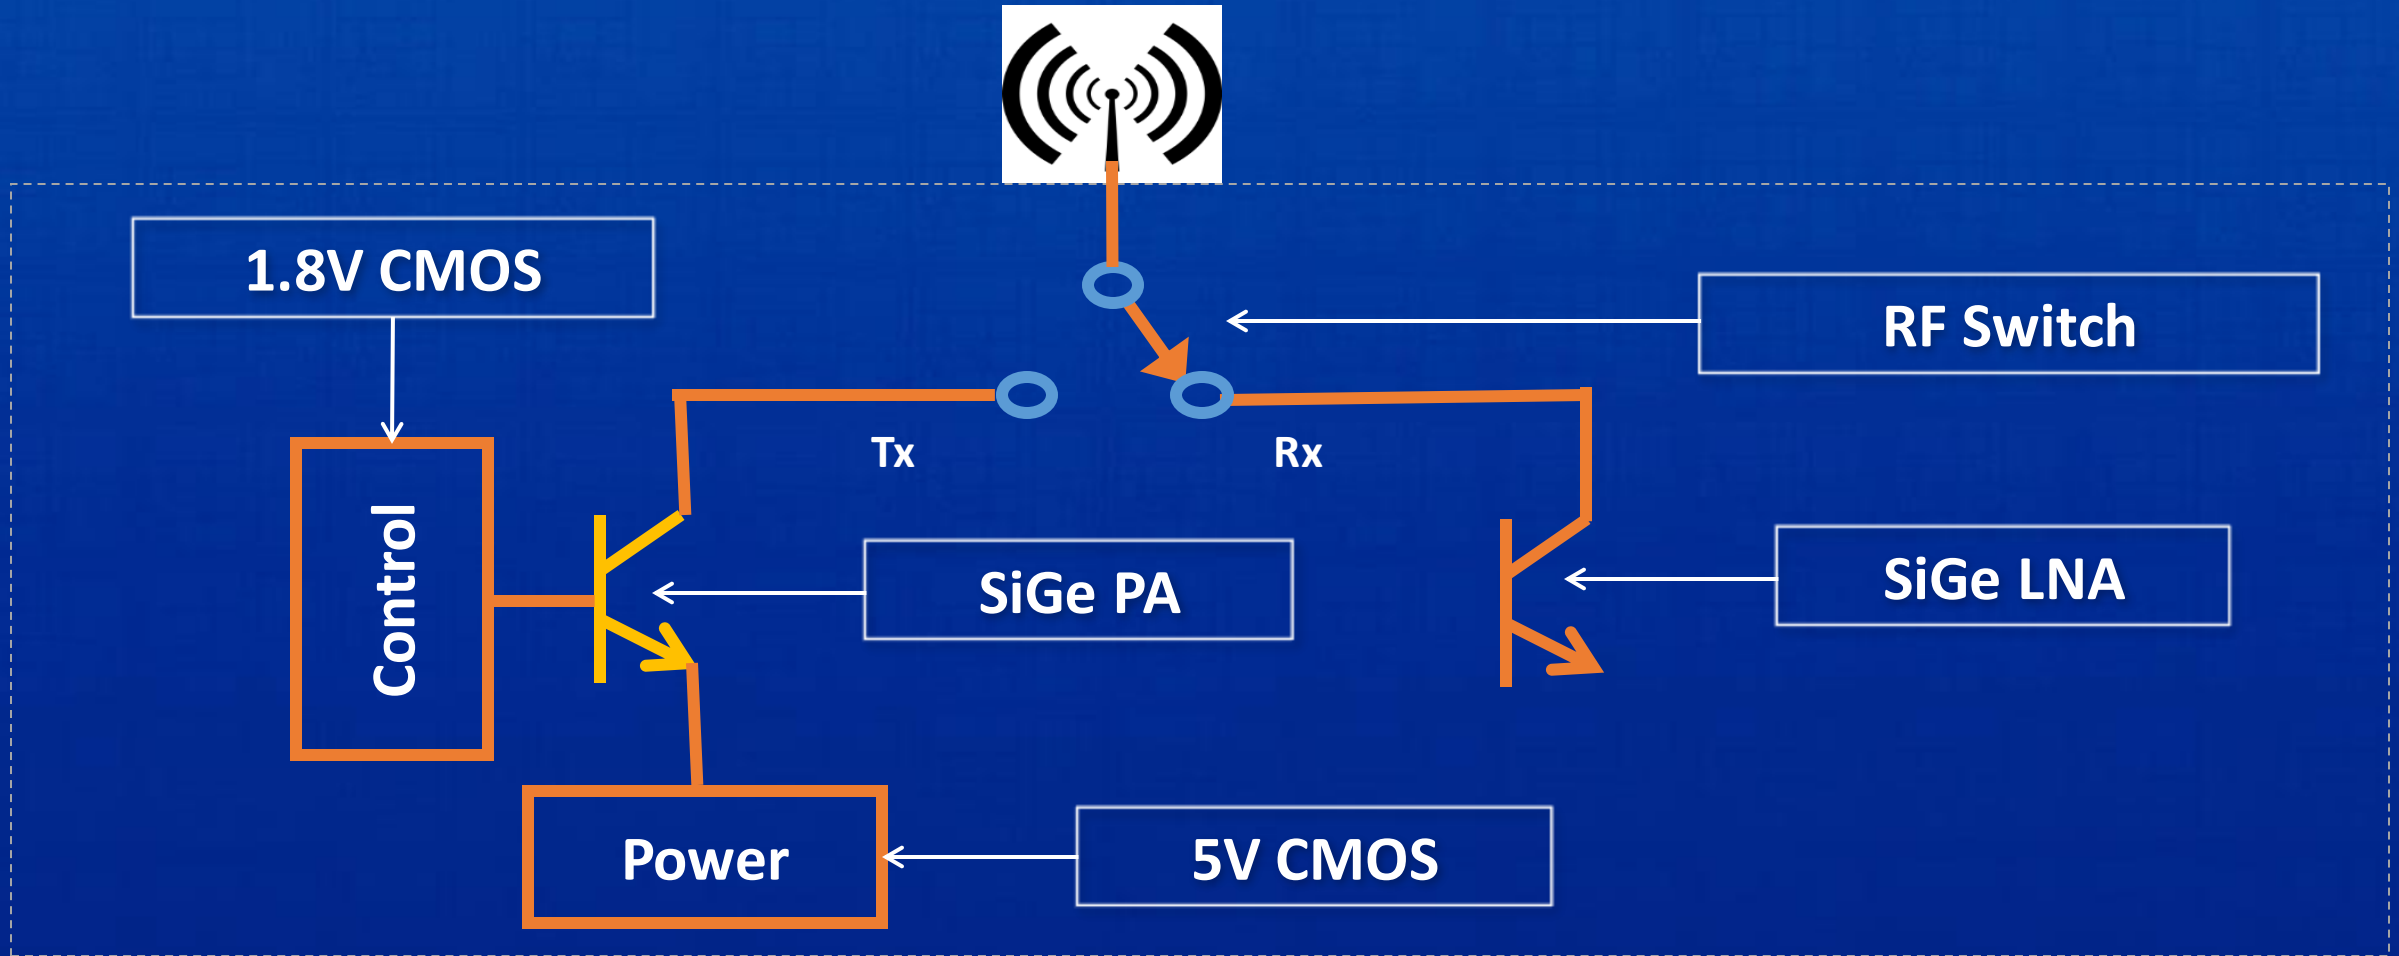 1.8V CMOS
RF Switch
Tx
Rx
Control
SiGe PA
SiGe LNA
Power
5V CMOS